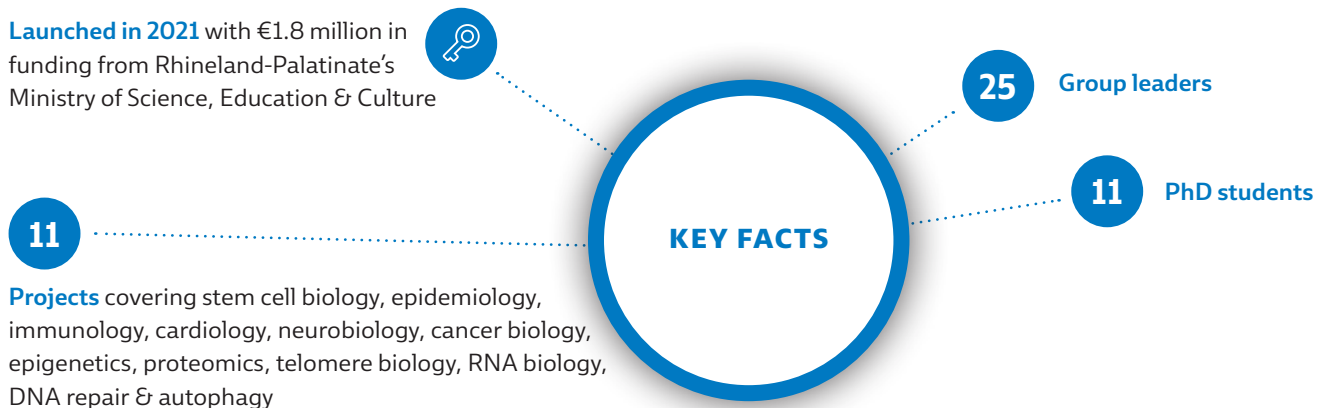 Launched in 2021 with €1.8 million in
funding from Rhineland-Palatinate's
Ministry of Science, Education & Culture
25
Group leaders
11
PhD students
KEY FACTS
11
Projects covering stem cell biology, epidemiology,
immunology, cardiology, neurobiology, cancer biology,
epigenetics, proteomics, telomere biology, RNA biology,
DNA repair & autophagy